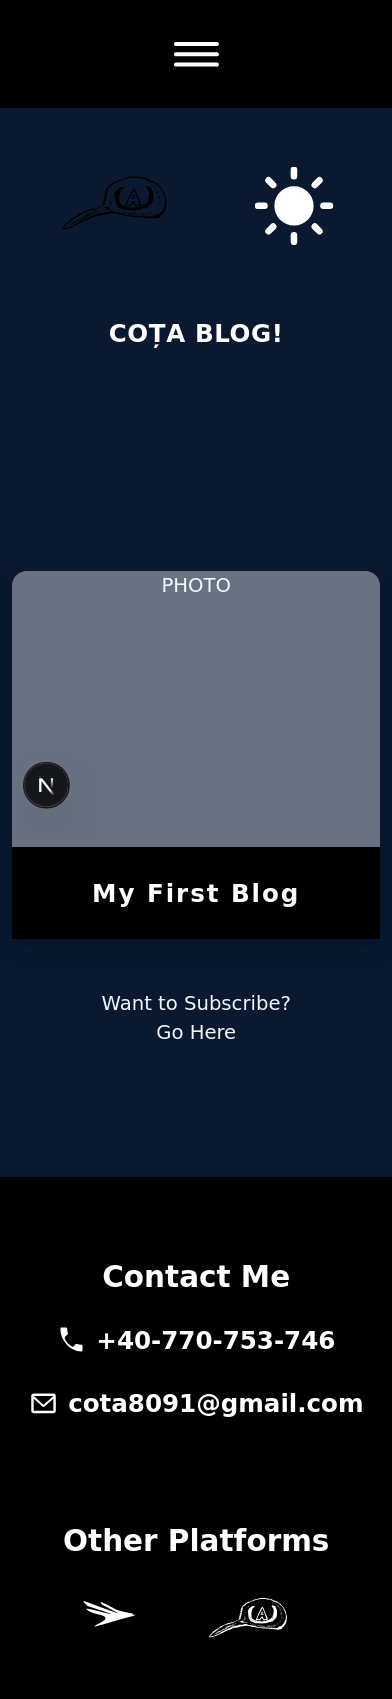 COȚA BLOG!
PHOTO
N
My First Blog
Want to Subscribe?
Go Here
Contact Me
+40-770-753-746
cota8091@gmail.com
Other Platforms